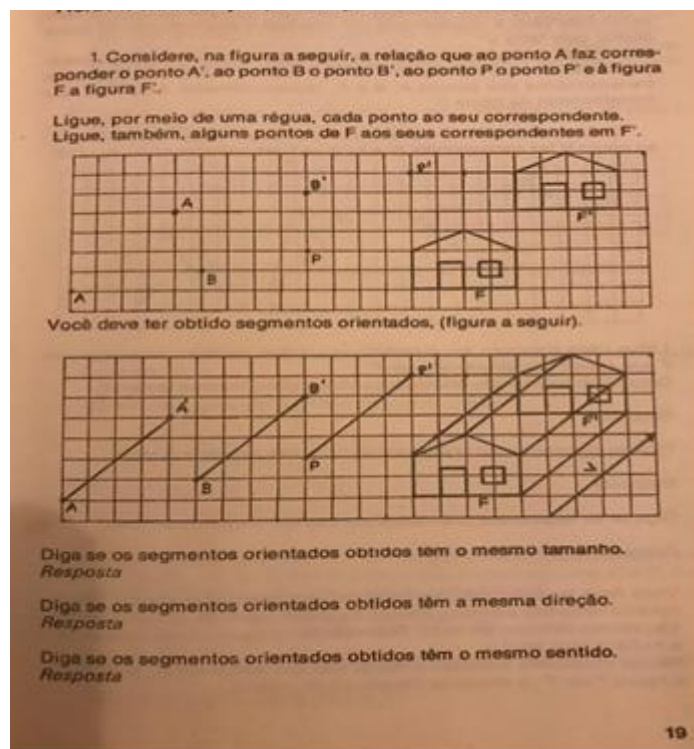 1. Considere, na figura a seguir, a relação que ao ponto A faz corres-
ponder o ponto A', ao ponto B o ponto B', ao ponto P o ponto P' e à figura
F a figura F'.
Ligue, por meio de uma régua, cada ponto ao seu correspondente.
Ligue, também, alguns pontos de F aos seus correspondentes em F'.
P'
B'
A
F'
P
B
F
A
Você deve ter obtido segmentos orientados, (figura a seguir).
P'
B'
A'
F'
P
B
F
V
A
Diga se os segmentos orientados obtidos tem o mesmo tamanho.
Resposta
Diga se os segmentos orientados obtidos têm a mesma direção.
Resposta
Diga se os segmentos orientados obtidos têm o mesmo sentido.
Resposta
19